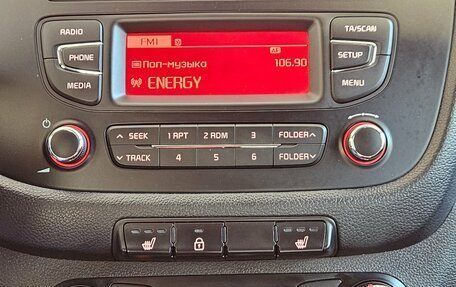 RADIO
PHONE
MEDIA
FM1
AF
Поп-музыка 106.90
ENERGY
TA/SCAN
SETUP
MENU
SEEK 1 RPT 2 RDM 3 FOLDER
TRACK 4 5 6 FOLDER